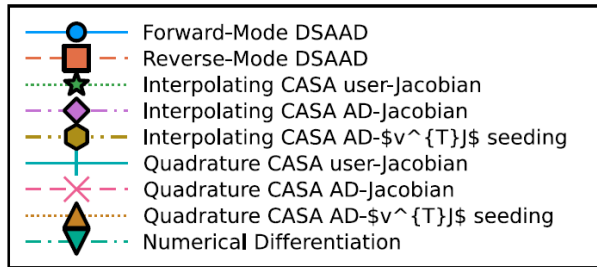 Forward-Mode DSAAD
Reverse-Mode DSAAD
Interpolating CASA user-Jacobian
Interpolating CASA AD-Jacobian
Interpolating CASA AD-$v^{T}J$ seeding
Quadrature CASA user-Jacobian
Quadrature CASA AD-Jacobian
Quadrature CASA AD-$v^{T}J$ seeding
Numerical Differentiation